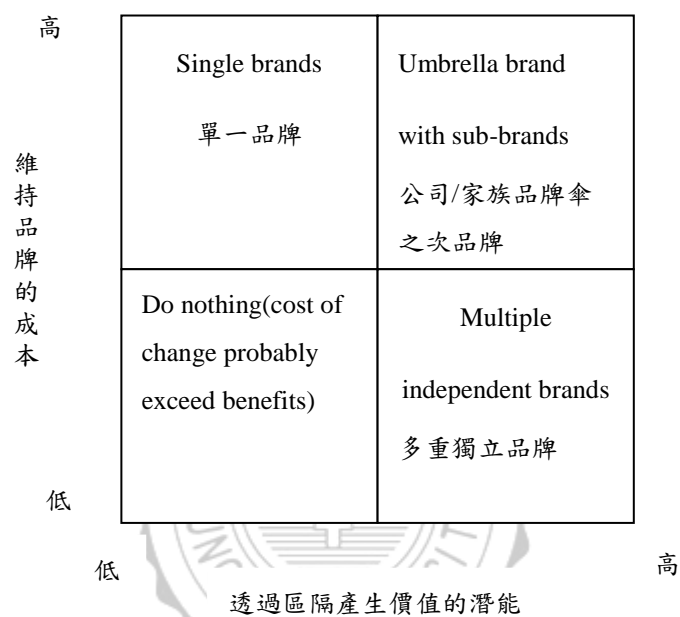 高
Single brands
單一品牌
Umbrella brand
with sub-brands
公司/家族品牌傘
之次品牌
維
持
品
牌
的
成
本
Do nothing(cost of
change probably
exceed benefits)
Multiple
independent brands
多重獨立品牌
低
低
高
透過區隔產生價值的潛能